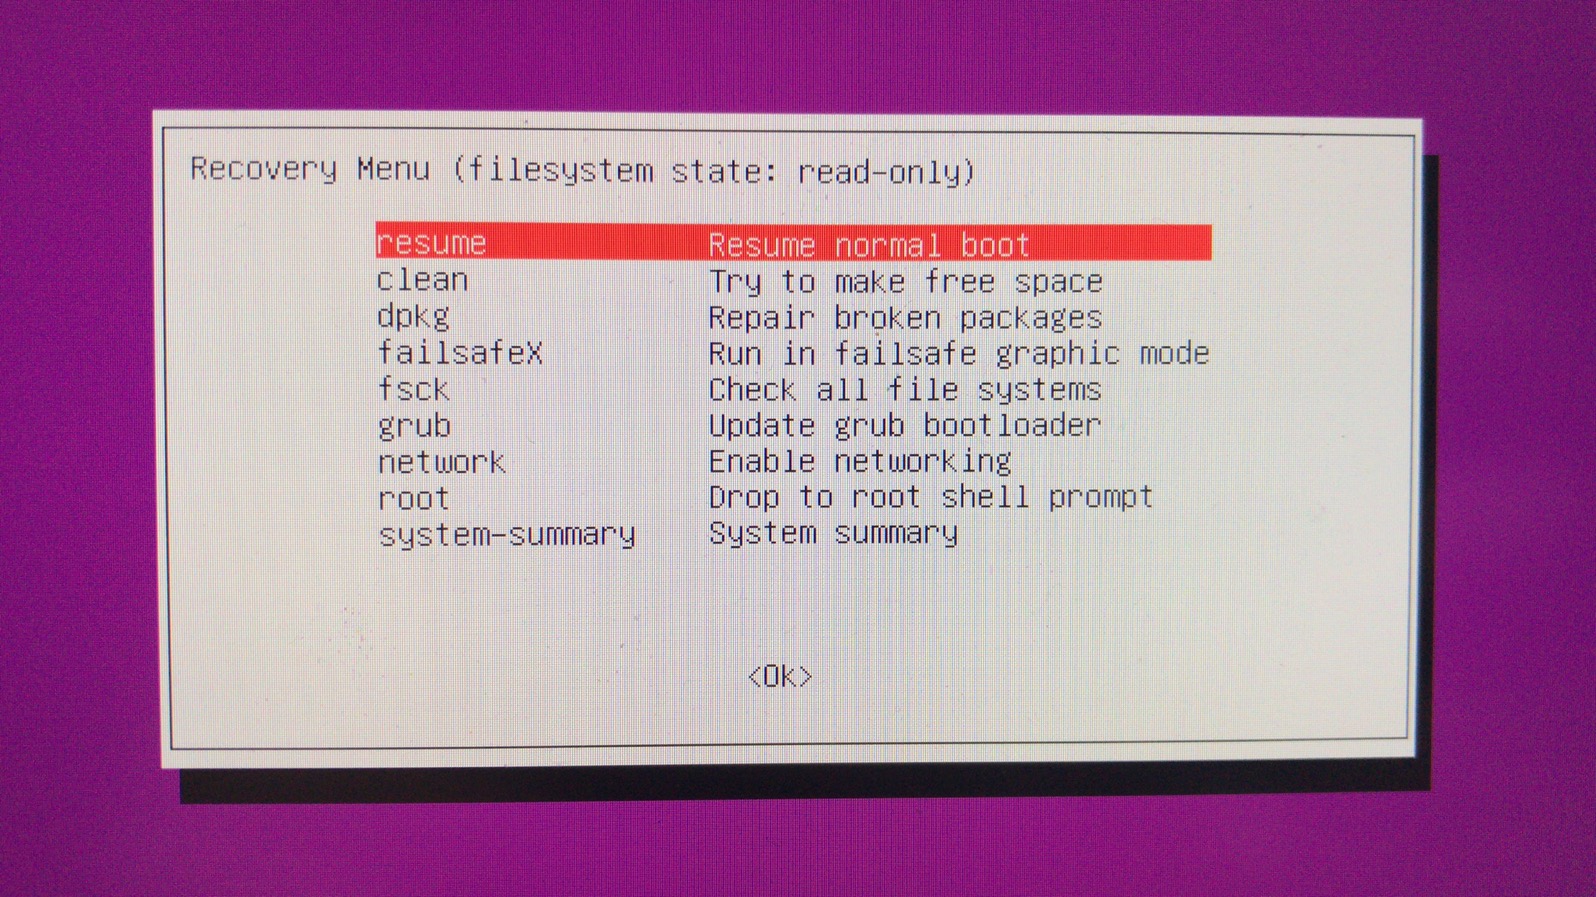 Recovery Menu (filesystem state: read-only)
resume Resume normal boot
clean Try to make free space
dpkg Repair broken packages
failsafeX Run in failsafe graphic mode
fsck Check all file systems
grub Update grub bootloader
network Enable networking
root Drop to root shell prompt
system-summary System summary
<Ok>